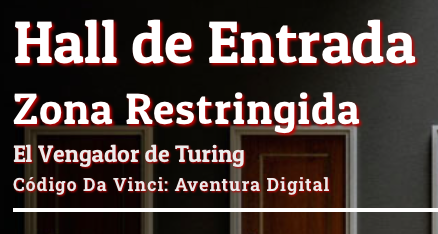 Hall de Entrada
Zona Restringida
El Vengador de Turing
Código Da Vinci: Aventura Digital